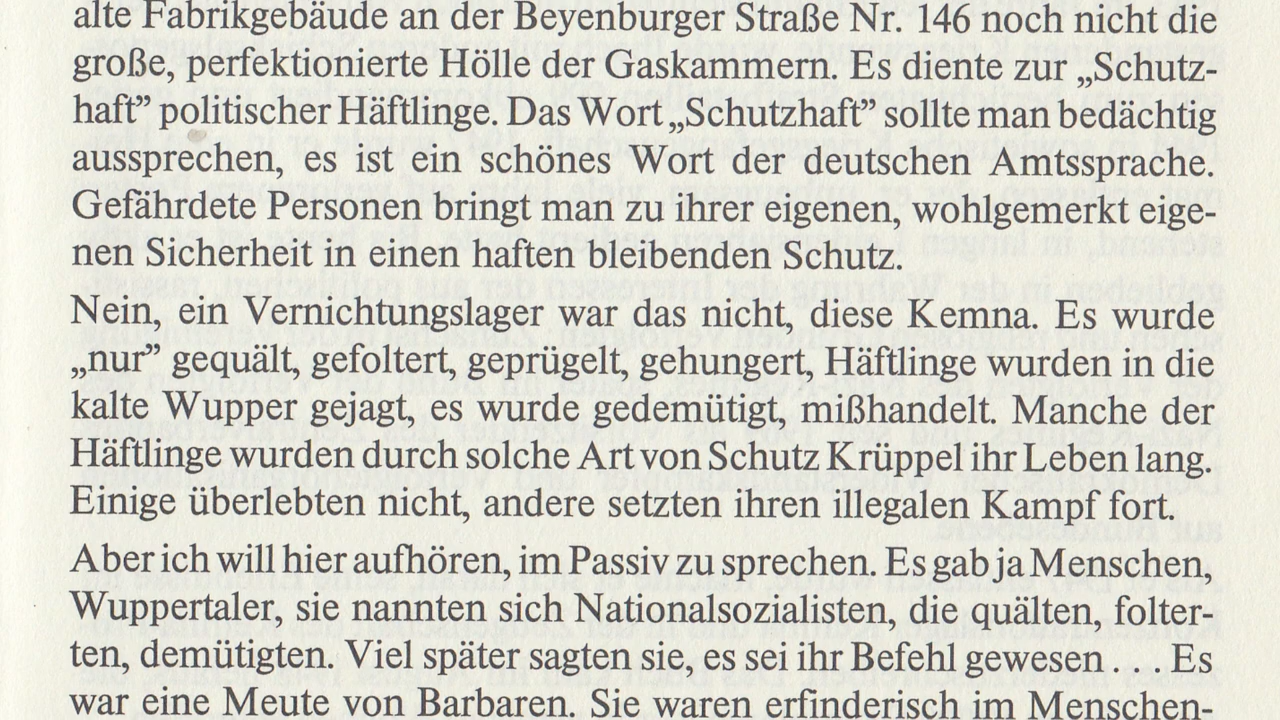 alte Fabrikgebäude an der Beyenburger Straße Nr. 146 noch nicht die
große, perfektionierte Hölle der Gaskammern. Es diente zur „Schutz-
haft” politischer Häftlinge. Das Wort „Schutzhaft” sollte man bedächtig
aussprechen, es ist ein schönes Wort der deutschen Amtssprache.
Gefährdete Personen bringt man zu ihrer eigenen, wohlgemerkt eige-
nen Sicherheit in einen haften bleibenden Schutz.
Nein, ein Vernichtungslager war das nicht, diese Kemna. Es wurde
„nur” gequält, gefoltert, geprügelt, gehungert, Häftlinge wurden in die
kalte Wupper gejagt, es wurde gedemütigt, mißhandelt. Manche der
Häftlinge wurden durch solche Art von Schutz Krüppel ihr Leben lang.
Einige überlebten nicht, andere setzten ihren illegalen Kampf fort.
Aber ich will hier aufhören, im Passiv zu sprechen. Es gab ja Menschen,
Wuppertaler, sie nannten sich Nationalsozialisten, die quälten, folter-
ten, demütigten. Viel später sagten sie, es sei ihr Befehl gewesen . . . . Es
war eine Meute von Barbaren. Sie waren erfinderisch im Menschen-